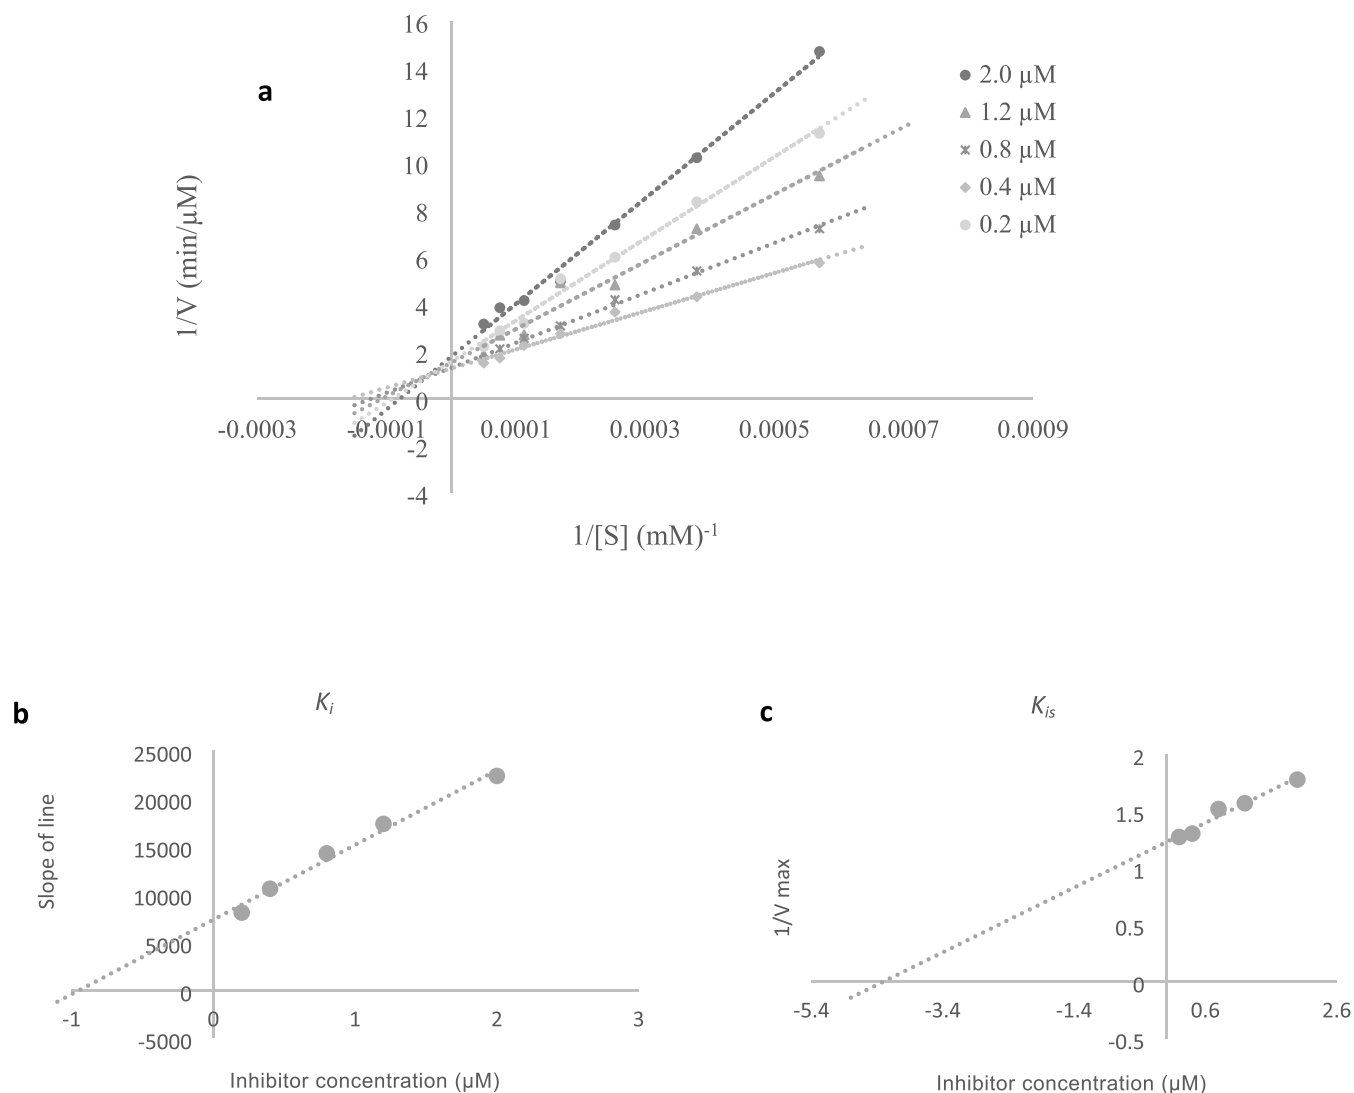 a
16
14
12
10
8
6
4
2
0
-2
-4
1/V (min/µM)
-0.0003 -0.0001 0.0001 0.0003 0.0005 0.0007 0.0009
1/[S] (mM)⁻¹
2.0 µM
1.2 µM
0.8 µM
0.4 µM
0.2 µM
b
Kᵢ
25000
20000
15000
10000
5000
0
-5000
Slope of line
-1 0 1 2 3
Inhibitor concentration (µM)
c
Kᵢₛ
2
1.5
1
0.5
0
-0.5
1/V max
-5.4 -3.4 -1.4 0.6 2.6
Inhibitor concentration (µM)